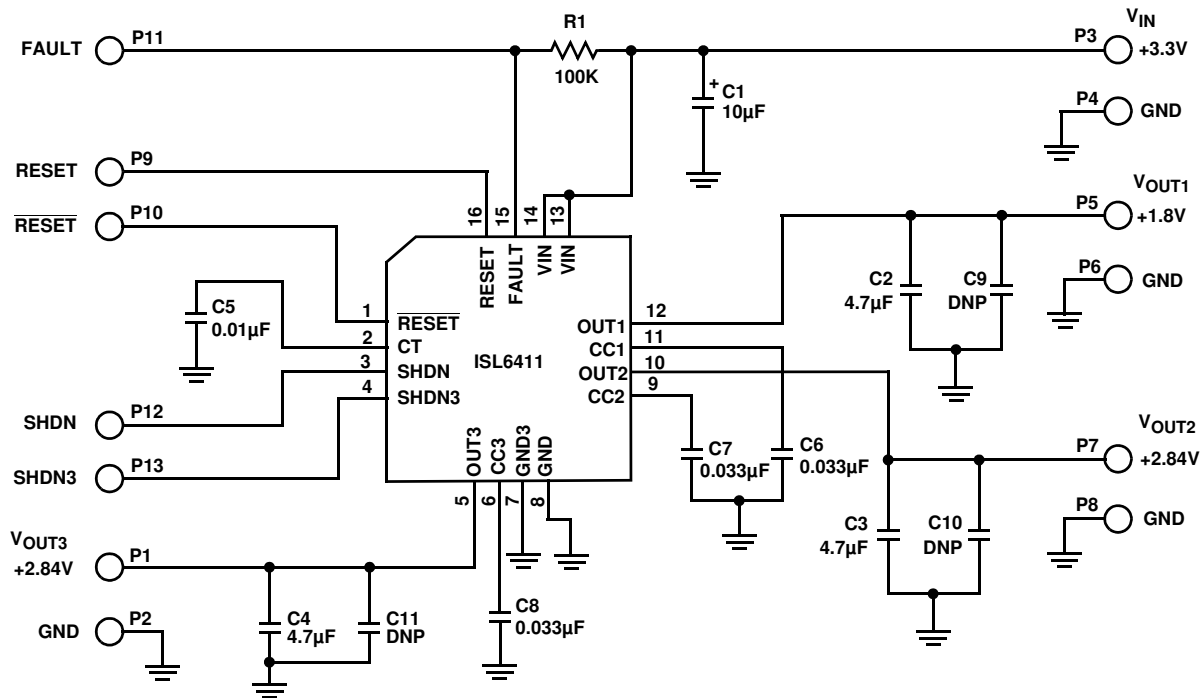 FAULT
P11
R1
100K
P3
VIN
+3.3V
+
C1
10µF
P4
GND
RESET
P9
RESET
P10
16
15
14
13
RESET
FAULT
VIN
VIN
VOUT1
P5
+1.8V
C2
4.7µF
C9
DNP
P6
GND
C5
0.01µF
1
2
3
4
RESET
CT
SHDN
SHDN3
ISL6411
OUT1
CC1
OUT2
CC2
12
11
10
9
SHDN
P12
SHDN3
P13
OUT3
CC3
GND3
GND
5
6
7
8
C7
0.033µF
C6
0.033µF
VOUT2
P7
+2.84V
C3
4.7µF
C10
DNP
P8
GND
VOUT3
+2.84V
P1
GND
P2
C4
4.7µF
C11
DNP
C8
0.033µF